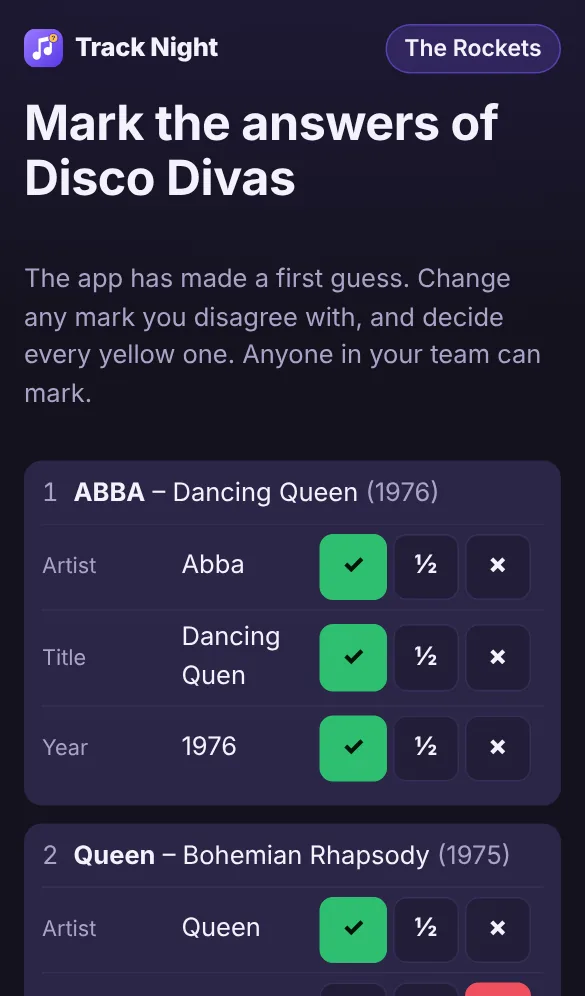 Track Night
The Rockets
Mark the answers of
Disco Divas
The app has made a first guess. Change
any mark you disagree with, and decide
every yellow one. Anyone in your team can
mark.
1 ABBA – Dancing Queen (1976)
Artist Abba ✓ ½ ×
Title Dancing
Quen ✓ ½ ×
Year 1976 ✓ ½ ×
2 Queen – Bohemian Rhapsody (1975)
Artist Queen ✓ ½ ×